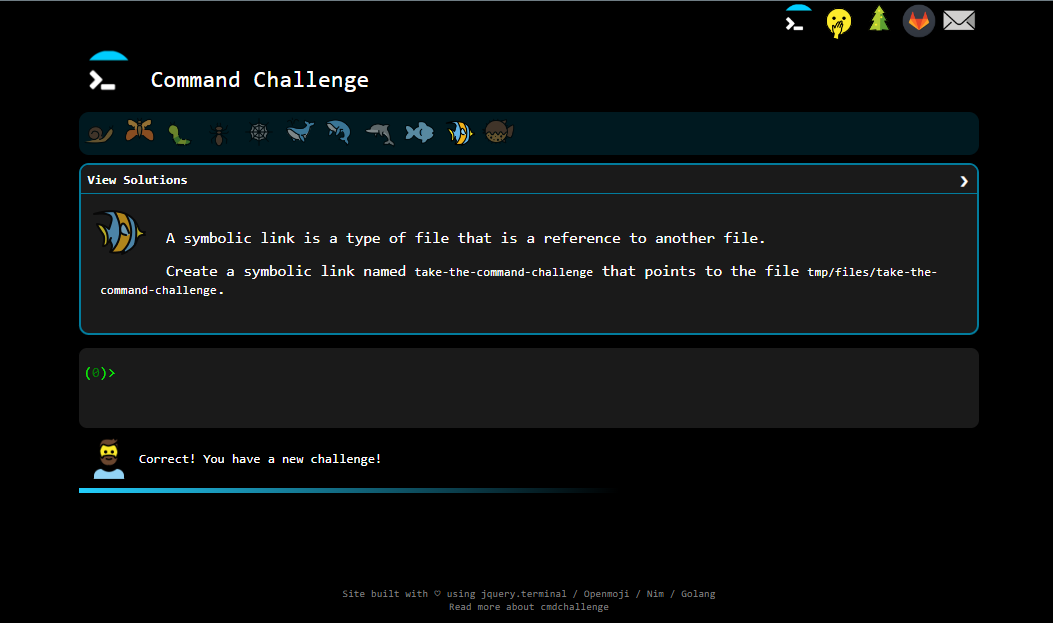 Command Challenge
View Solutions
A symbolic link is a type of file that is a reference to another file.
Create a symbolic link named take-the-command-challenge that points to the file tmp/files/take-the-
command-challenge.
(0)>
Correct! You have a new challenge!
Site built with ♡ using jquery.terminal / Openmoji / Nim / Golang
Read more about cmdchallenge